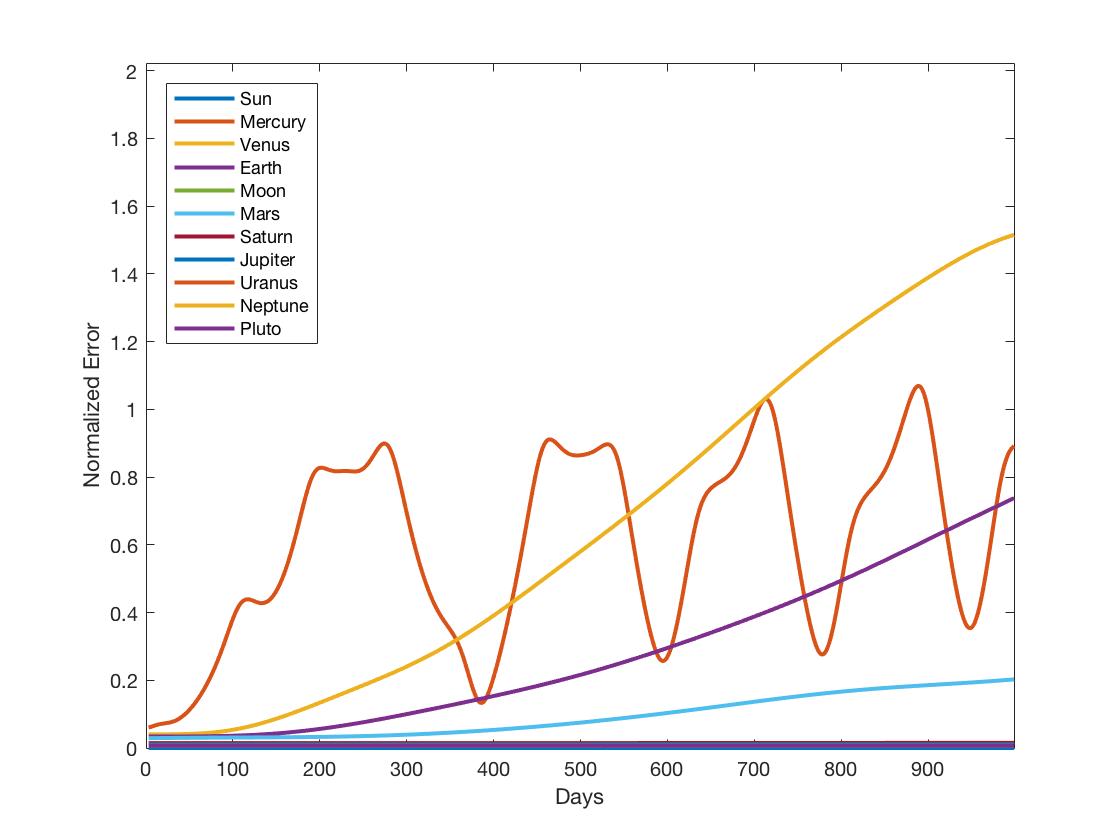 2
1.8
1.6
1.4
1.2
1
0.8
0.6
0.4
0.2
0
Normalized Error
Sun
Mercury
Venus
Earth
Moon
Mars
Saturn
Jupiter
Uranus
Neptune
Pluto
0 100 200 300 400 500 600 700 800 900
Days